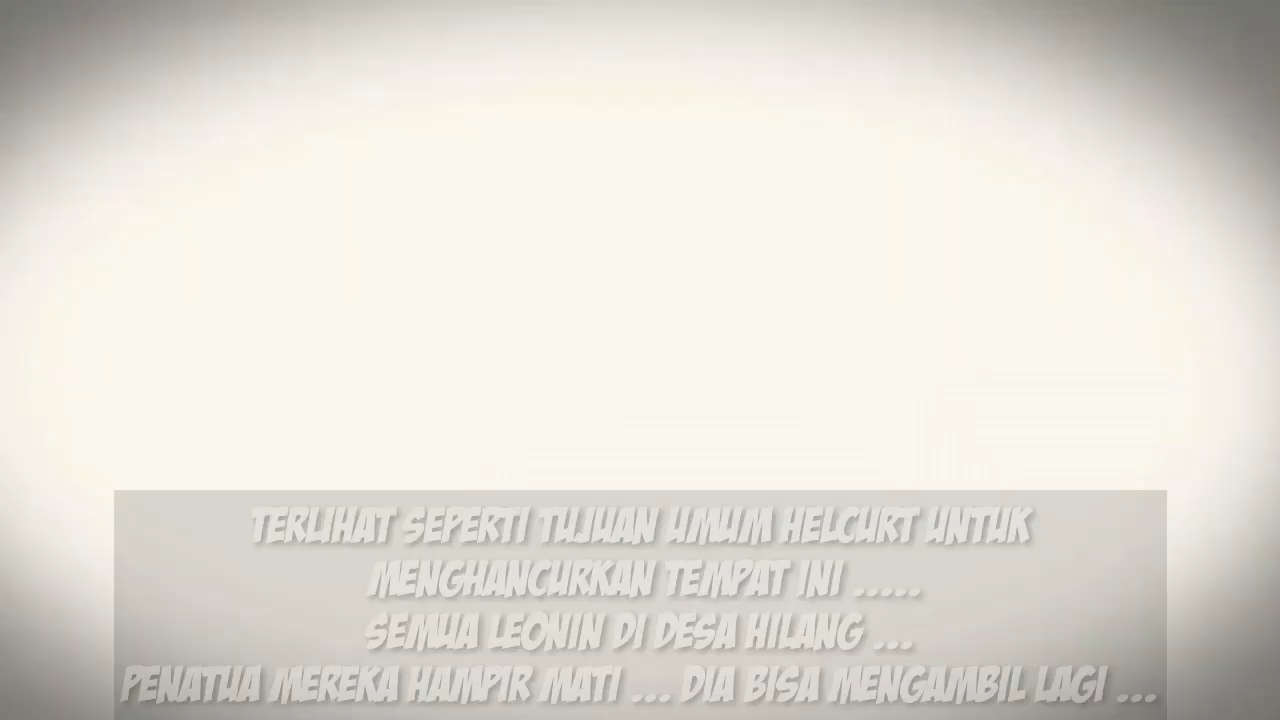 TERLIHAT SEPERTI TUJUAN UMUM HELCURT UNTUK
MENGHANCURKAN TEMPAT INI .....
SEMUA LEONIN DI DESA HILANG ...
PENATUA MEREKA HAMPIR MATI ... DIA BISA MENGAMBIL LAGI ...